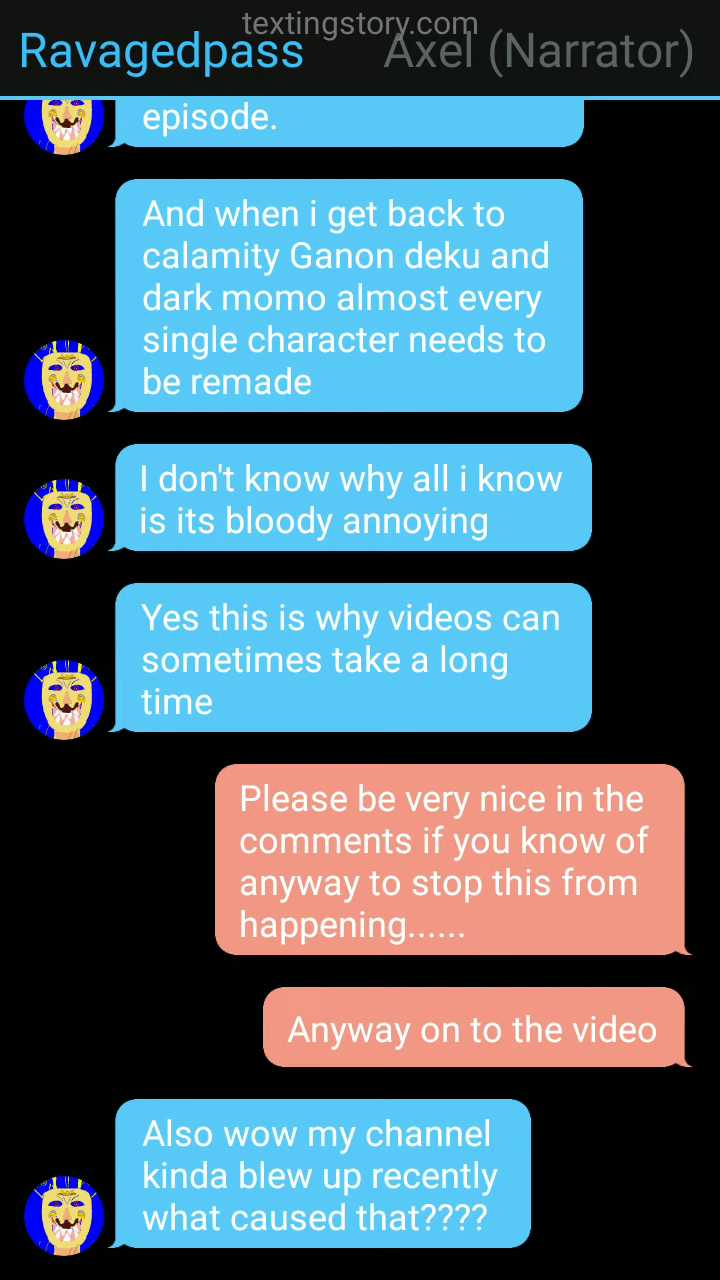 textingstory.com
Ravagedpass Axel (Narrator)
episode.
And when i get back to
calamity Ganon deku and
dark momo almost every
single character needs to
be remade
I don't know why all i know
is its bloody annoying
Yes this is why videos can
sometimes take a long
time
Please be very nice in the
comments if you know of
anyway to stop this from
happening......
Anyway on to the video
Also wow my channel
kinda blew up recently
what caused that????